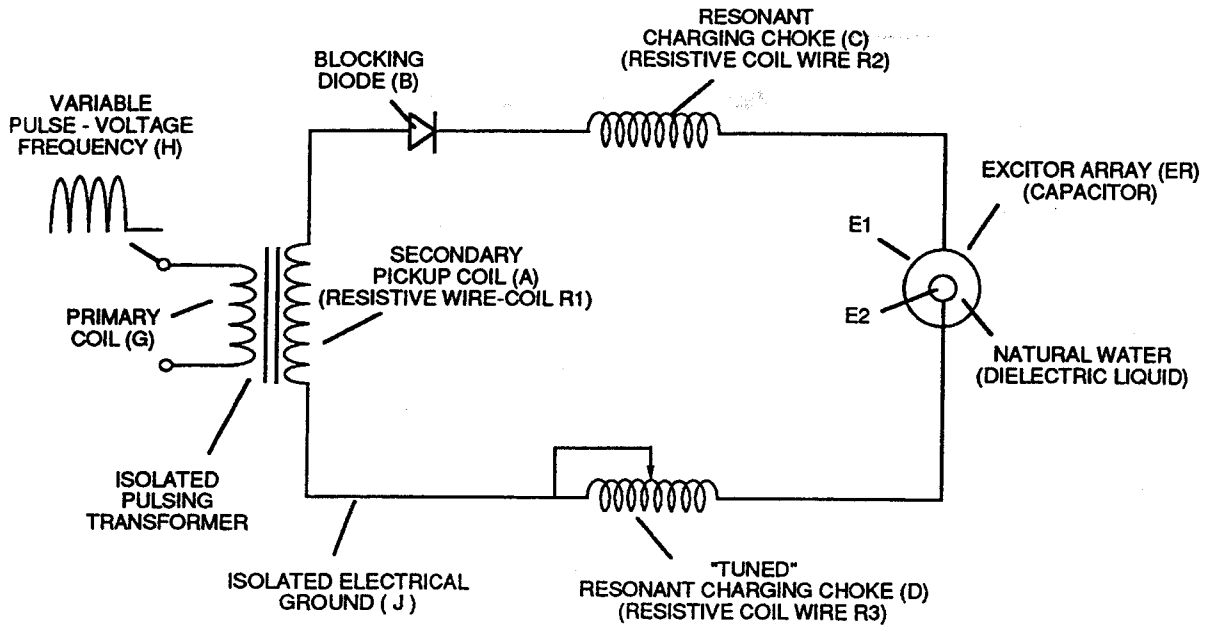 RESONANT
CHARGING CHOKE (C)
(RESISTIVE COIL WIRE R2)
BLOCKING
DIODE (B)
VARIABLE
PULSE - VOLTAGE
FREQUENCY (H)
EXCITOR ARRAY (ER)
(CAPACITOR)
E1
SECONDARY
PICKUP COIL (A)
(RESISTIVE WIRE-COIL R1)
E2
PRIMARY
COIL (G)
NATURAL WATER
(DIELECTRIC LIQUID)
ISOLATED
PULSING
TRANSFORMER
ISOLATED ELECTRICAL
GROUND ( J )
"TUNED"
RESONANT CHARGING CHOKE (D)
(RESISTIVE COIL WIRE R3)